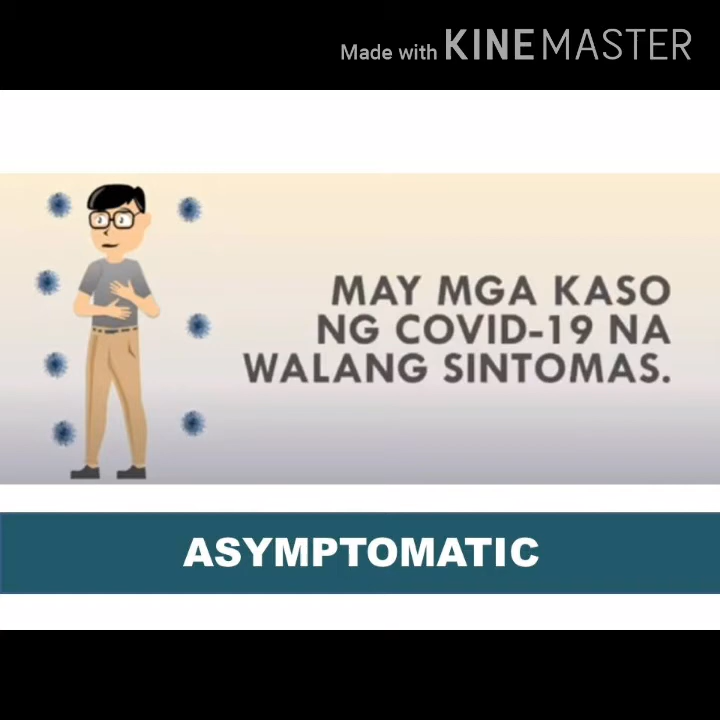 Made with KINEMASTER
MAY MGA KASO
NG COVID-19 NA
WALANG SINTOMAS.
ASYMPTOMATIC